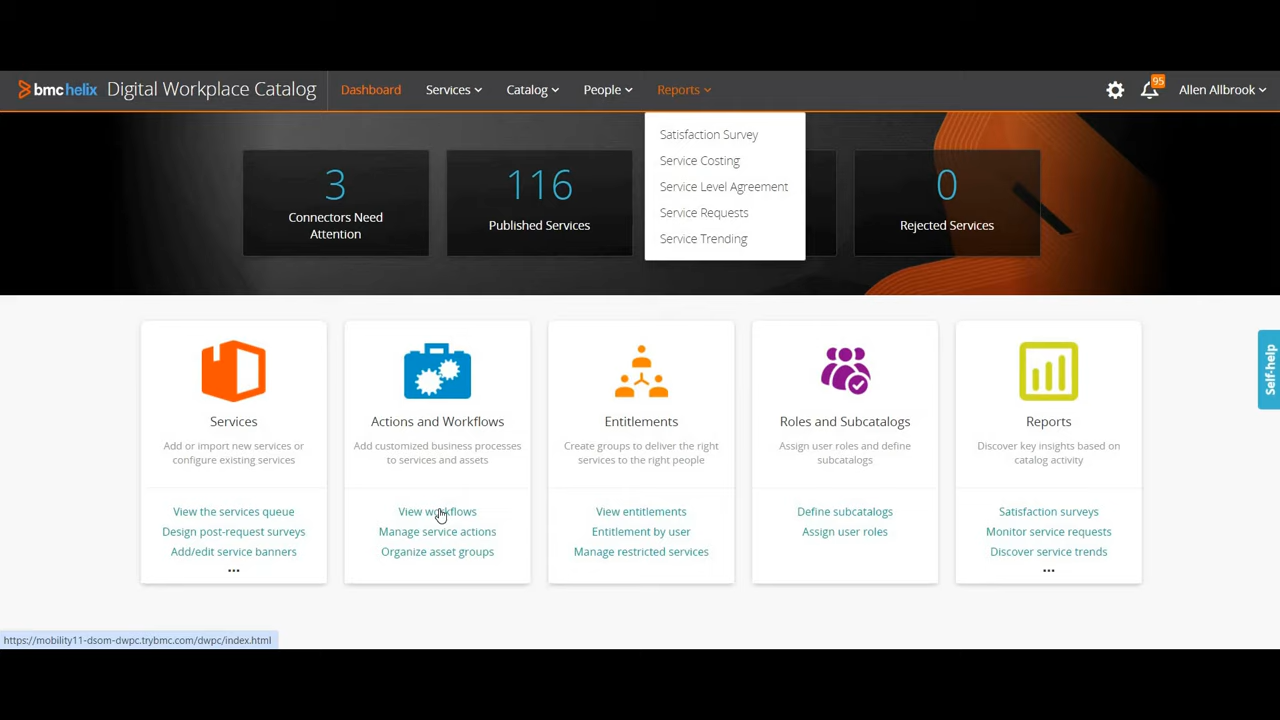 bmc helix Digital Workplace Catalog Dashboard Services Catalog People Reports 95 Allen Allbrook
Satisfaction Survey
Service Costing
Service Level Agreement
Service Requests
Service Trending
3
Connectors Need
Attention
116
Published Services
0
Rejected Services
Self-help
Services
Add or import new services or
configure existing services
View the services queue
Design post-request surveys
Add/edit service banners
...
Actions and Workflows
Add customized business processes
to services and assets
View workflows
Manage service actions
Organize asset groups
Entitlements
Create groups to deliver the right
services to the right people
View entitlements
Entitlement by user
Manage restricted services
Roles and Subcatalogs
Assign user roles and define
subcatalogs
Define subcatalogs
Assign user roles
Reports
Discover key insights based on
catalog activity
Satisfaction surveys
Monitor service requests
Discover service trends
...
https://mobility11-dsom-dwpc.trybmc.com/dwpc/index.html